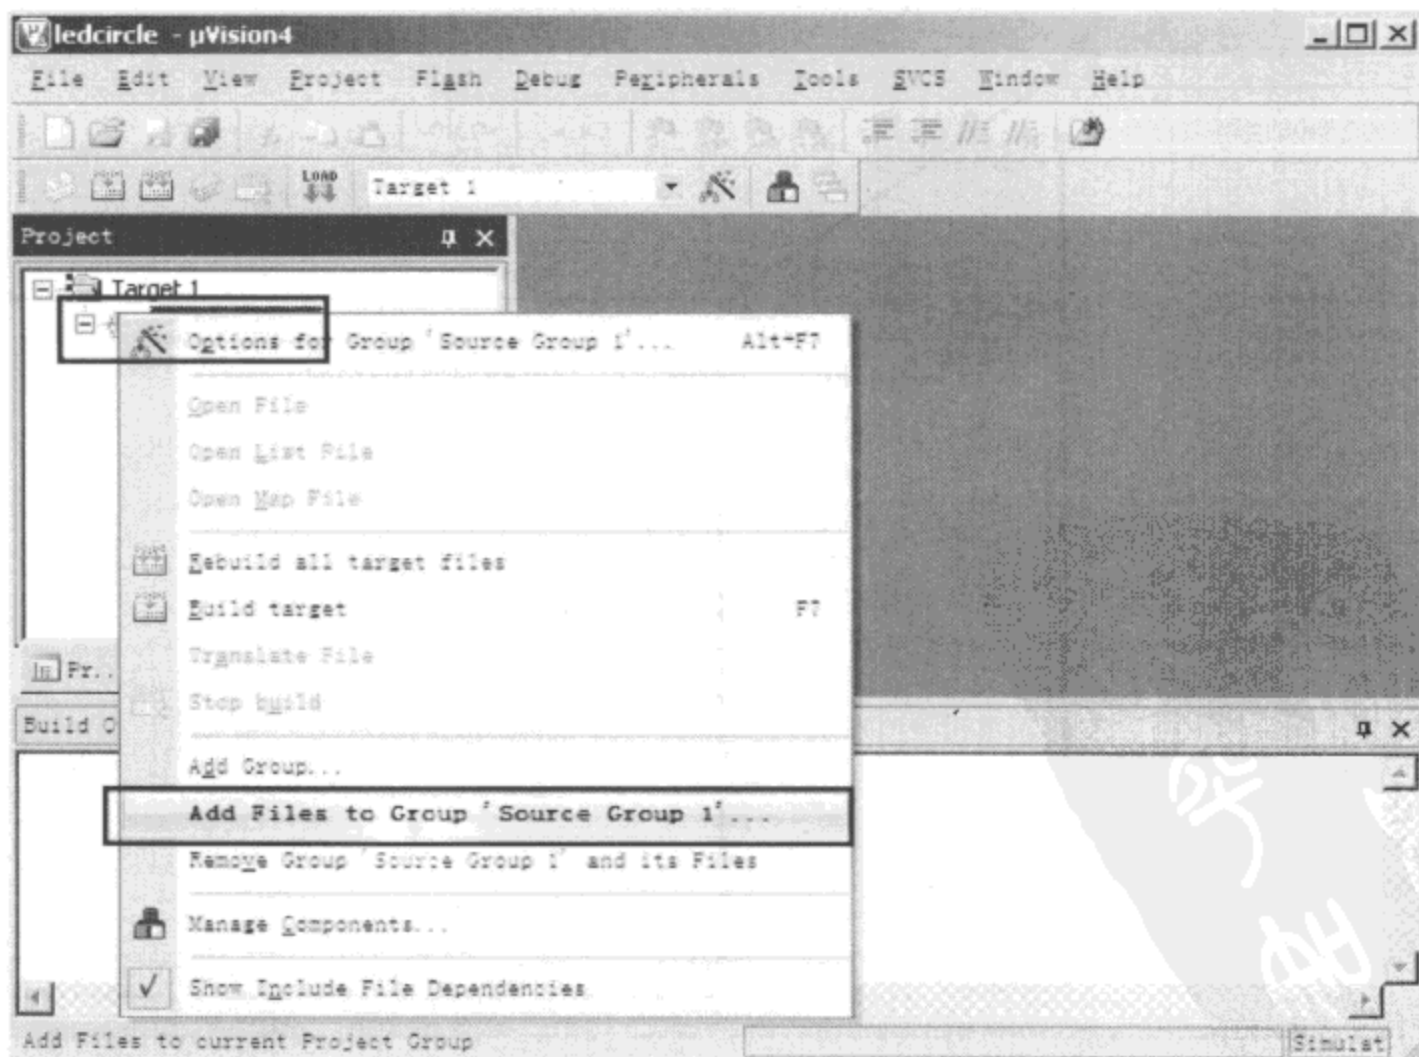 ledcircle - µVision4
File Edit View Project Flash Debug Peripherals Tools SVCS Window Help
LOAD Target 1
Project
Target 1
Options for Group 'Source Group 1'... Alt+F7
Open File
Open List File
Open Map File
Rebuild all target files
Build target F7
Translate File
Pr...
Stop build
Build O
Add Group...
Add Files to Group 'Source Group 1'...
Remove Group 'Source Group 1' and its Files
Manage Components...
Show Include File Dependencies
Add Files to current Project Group
Simulat